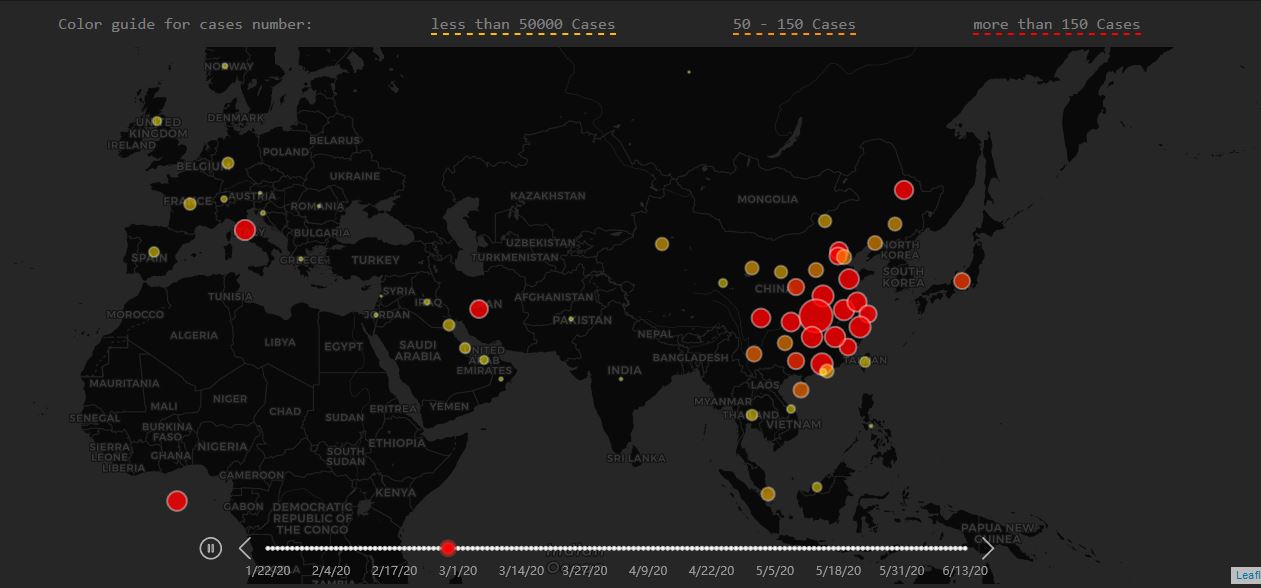 Color guide for cases number: less than 50000 Cases 50 - 150 Cases more than 150 Cases
NORWAY
DENMARK
UNITED
KINGDOM
IRELAND
BELARUS
POLAND
BELGIUM
UKRAINE
FRANCE
AUSTRIA
ROMANIA
KAZAKHSTAN
MONGOLIA
ITALY
BULGARIA
UZBEKISTAN
NORTH
KOREA
SPAIN
GREECE
TURKEY
TURKMENISTAN
SOUTH
KOREA
TUNISIA
SYRIA
IRAQ
IRAN
AFGHANISTAN
CHINA
MOROCCO
JORDAN
PAKISTAN
ALGERIA
LIBYA
EGYPT
SAUDI
ARABIA
UNITED
ARAB
EMIRATES
NEPAL
BANGLADESH
INDIA
TAIWAN
MAURITANIA
MALI
NIGER
CHAD
SUDAN
ERITREA
YEMEN
LAOS
MYANMAR
THAILAND
VIETNAM
SENEGAL
BURKINA
FASO
SIERRA
LEONE
LIBERIA
GHANA
NIGERIA
ETHIOPIA
SOUTH
SUDAN
SRI LANKA
CAMEROON
GABON
DEMOCRATIC
REPUBLIC OF
THE CONGO
KENYA
PAPUA NEW
GUINEA
Indian
1/22/20 2/4/20 2/17/20 3/1/20 3/14/20 3/27/20 4/9/20 4/22/20 5/5/20 5/18/20 5/31/20 6/13/20
ZAMBIA
Leafl